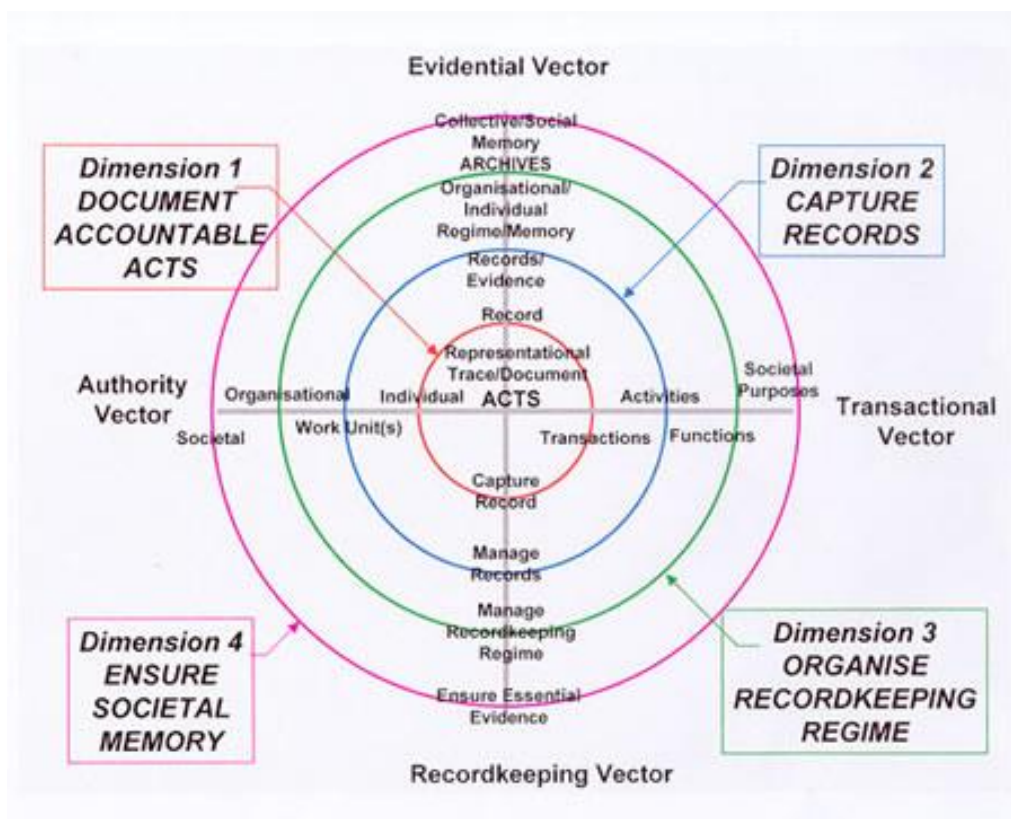 Evidential Vector
Collective/Social
Memory
ARCHIVES
Dimension 1
DOCUMENT
ACCOUNTABLE
ACTS
Dimension 2
CAPTURE
RECORDS
Organisational/
Individual
Regime/Memory
Records/
Evidence
Record
Representational
Trace/Document
ACTS
Authority
Vector
Organisational
Individual
Societal
Work Unit(s)
Activities
Societal
Purposes
Transactions
Functions
Transactional
Vector
Capture
Record
Manage
Records
Manage
Recordkeeping
Regime
Ensure Essential
Evidence
Dimension 4
ENSURE
SOCIETAL
MEMORY
Dimension 3
ORGANISE
RECORDKEEPING
REGIME
Recordkeeping Vector